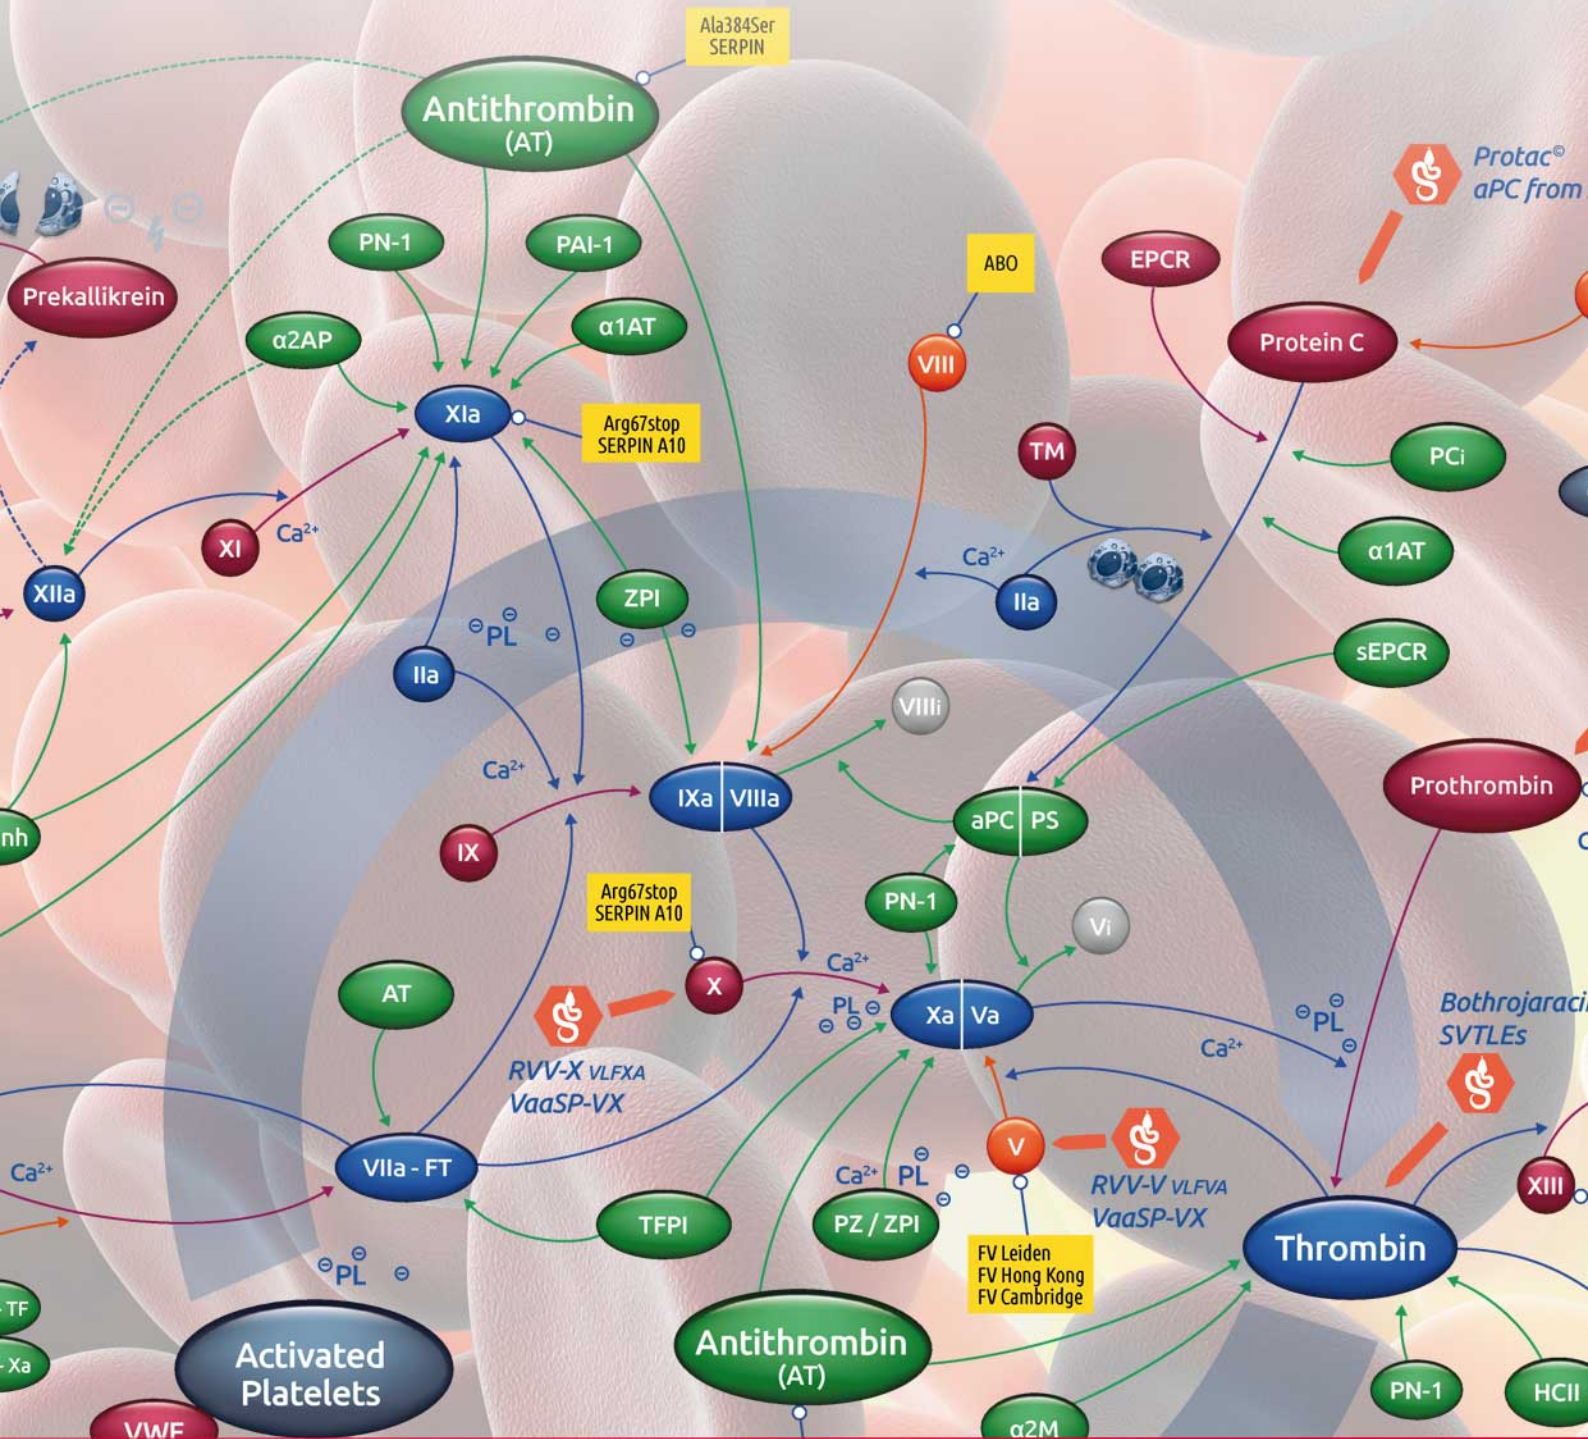 Ala384Ser
SERPIN
Antithrombin
(AT)
Protac©
aPC from
PN-1
PAI-1
ABO
EPCR
Prekallikrein
α2AP
α1AT
VIII
Protein C
XIa
Arg67stop
SERPIN A10
TM
PCi
XI
Ca2+
Ca2+
α1AT
XIIa
ZPI
IIa
⊖PL⊖ ⊖
⊖ ⊖
sEPCR
IIa
VIIIi
Ca2+
IXa VIIIa
Prothrombin
aPC PS
nh
IX
Arg67stop
SERPIN A10
PN-1
Vi
Ca2+
AT
X
PL ⊖
⊖ ⊖
Xa Va
⊖PL⊖
⊖
Ca2+
SVTLEs
RVV-X VLFXA
VaaSP-VX
VIIa - FT
Ca2+
V
Ca2+ PL⊖ ⊖
⊖
RVV-V VLFVA
VaaSP-VX
XIII
TFPI
PZ / ZPI
Thrombin
FV Leiden
FV Hong Kong
FV Cambridge
⊖PL⊖ ⊖
- TF
- Xa
Activated
Platelets
Antithrombin
(AT)
PN-1
HCII
VWF
α2M